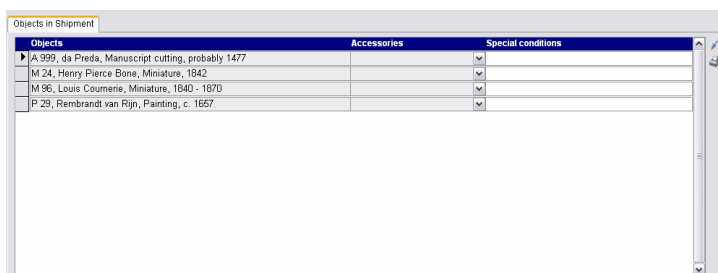 Objects in Shipment
Objects Accessories Special conditions
A 999, da Preda, Manuscript cutting, probably 1477
M 24, Henry Pierce Bone, Miniature, 1842
M 96, Louis Cournerie, Miniature, 1840 - 1870
P 29, Rembrandt van Rijn, Painting, c. 1657